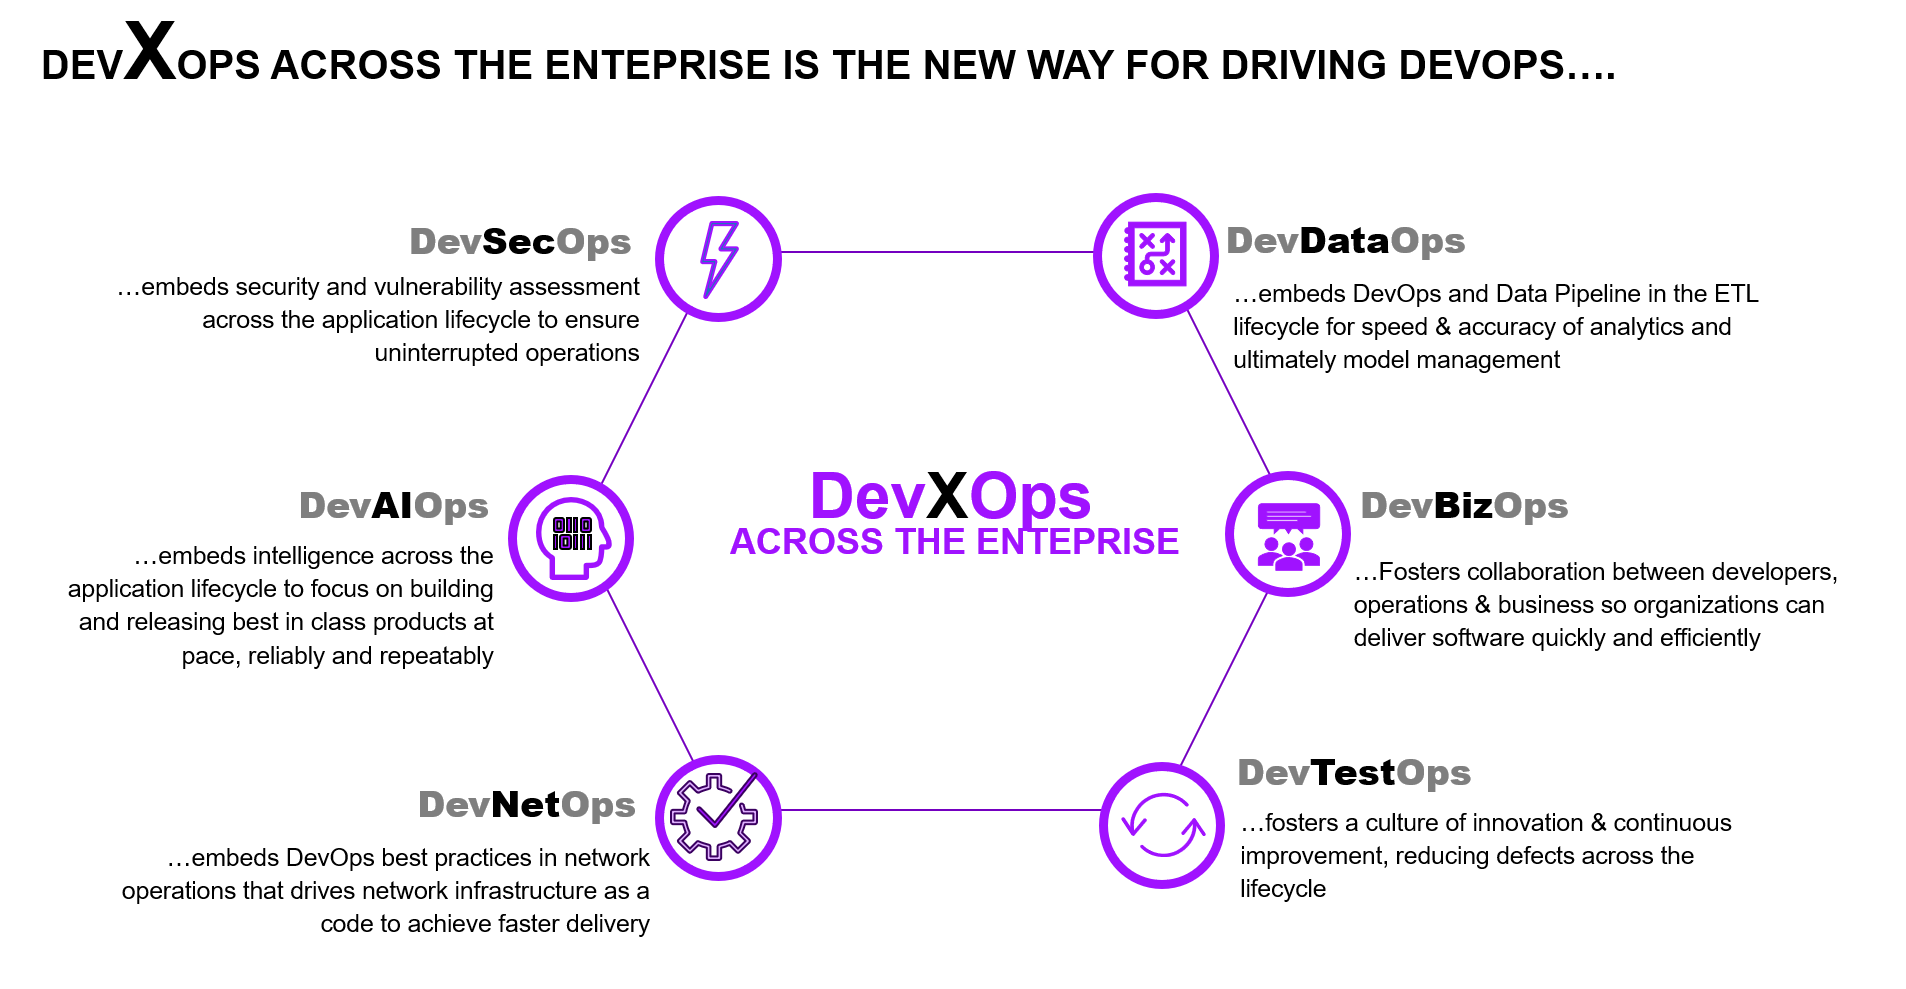 DEVXOPS ACROSS THE ENTEPRISE IS THE NEW WAY FOR DRIVING DEVOPS….
DevSecOps
…embeds security and vulnerability assessment
across the application lifecycle to ensure
uninterrupted operations
DevDataOps
…embeds DevOps and Data Pipeline in the ETL
lifecycle for speed & accuracy of analytics and
ultimately model management
DevAIOps
…embeds intelligence across the
application lifecycle to focus on building
and releasing best in class products at
pace, reliably and repeatably
DevXOps
ACROSS THE ENTEPRISE
DevBizOps
…Fosters collaboration between developers,
operations & business so organizations can
deliver software quickly and efficiently
DevNetOps
…embeds DevOps best practices in network
operations that drives network infrastructure as a
code to achieve faster delivery
DevTestOps
…fosters a culture of innovation & continuous
improvement, reducing defects across the
lifecycle